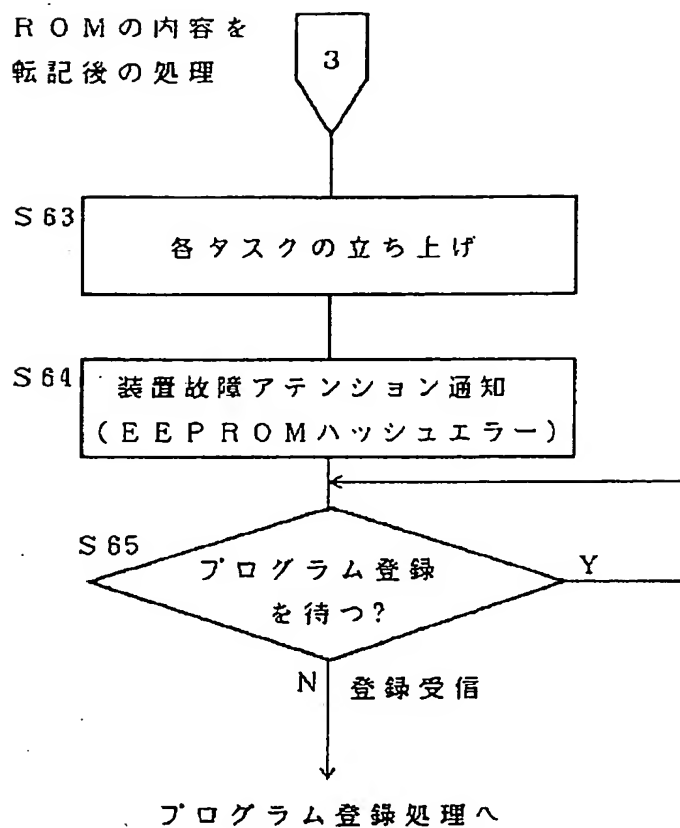 ROMの内容を
転記後の処理
3
S63
各タスクの立ち上げ
S64
装置故障アテンション通知
(EEPROMハッシュエラー)
S65
プログラム登録
を待つ?
Y
N
登録受信
プログラム登録処理へ